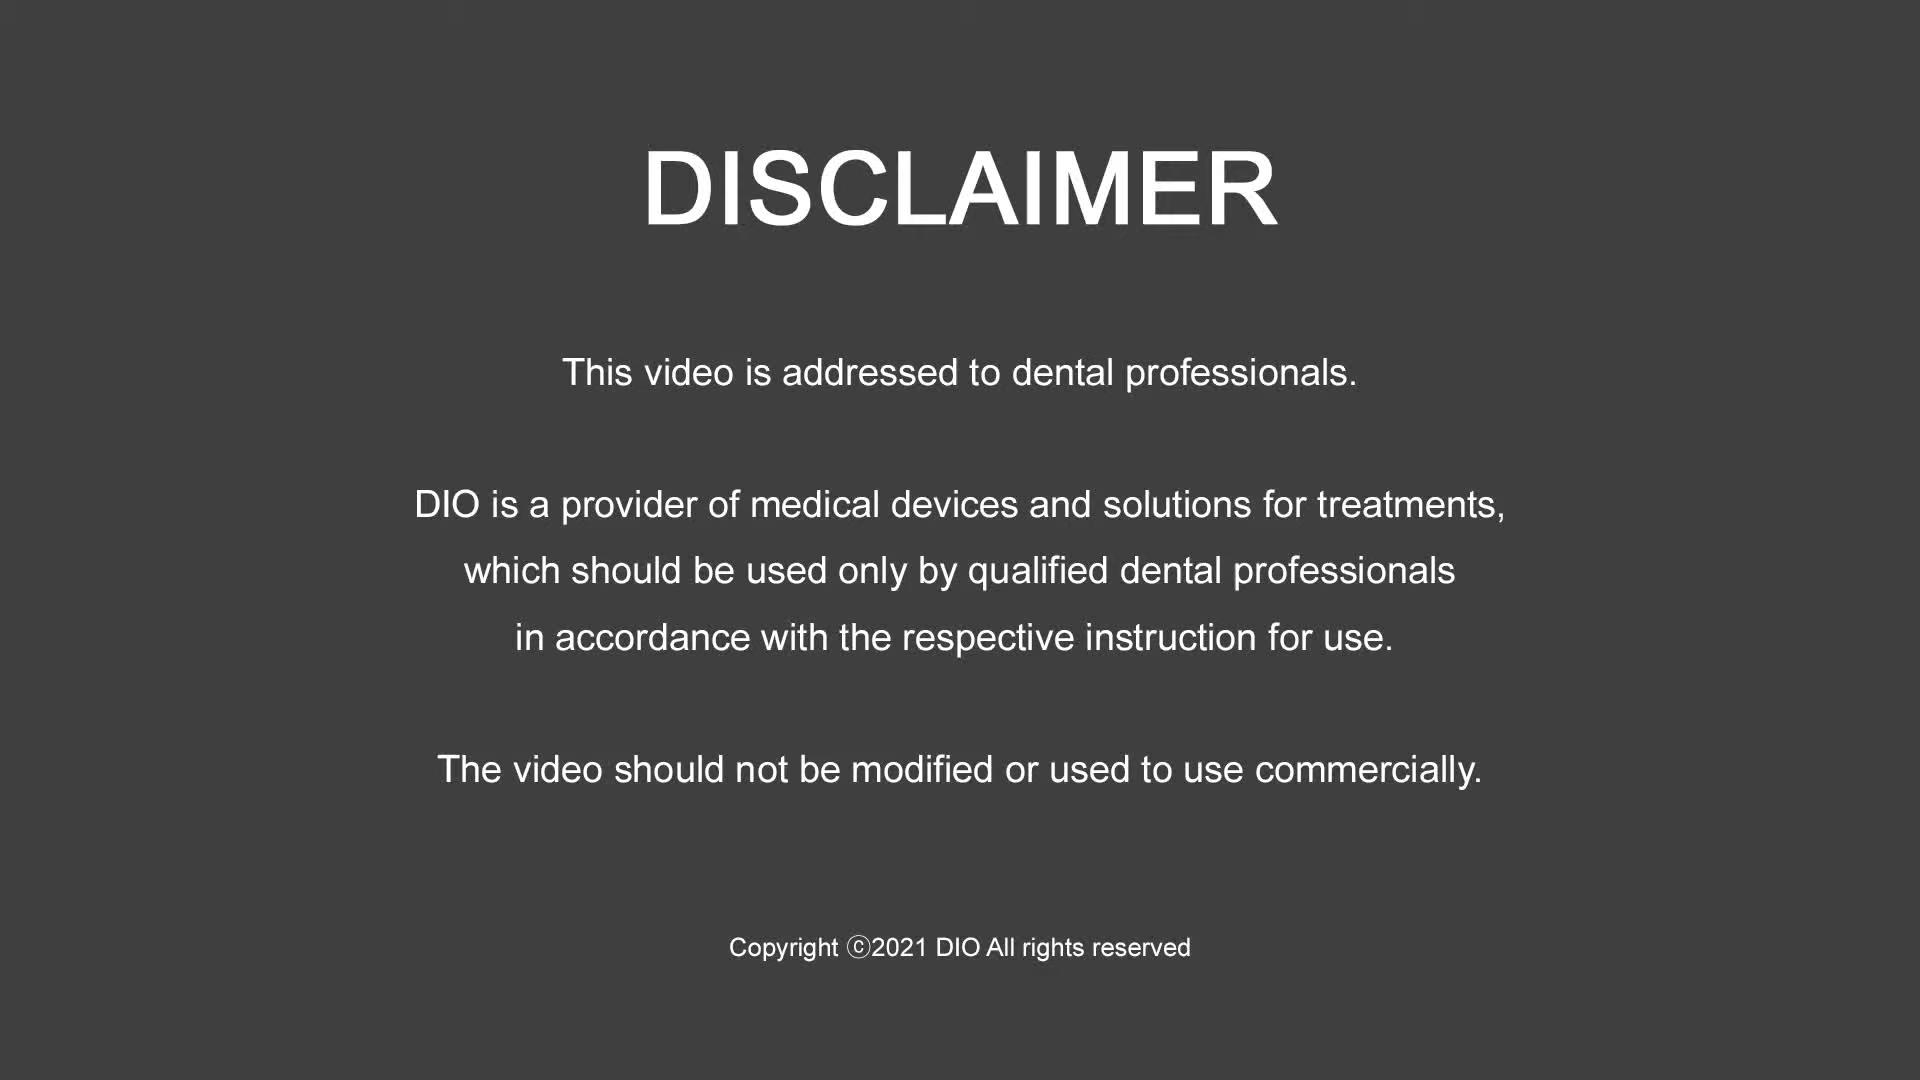 DISCLAIMER
This video is addressed to dental professionals.
DIO is a provider of medical devices and solutions for treatments,
which should be used only by qualified dental professionals
in accordance with the respective instruction for use.
The video should not be modified or used to use commercially.
Copyright ⓒ2021 DIO All rights reserved